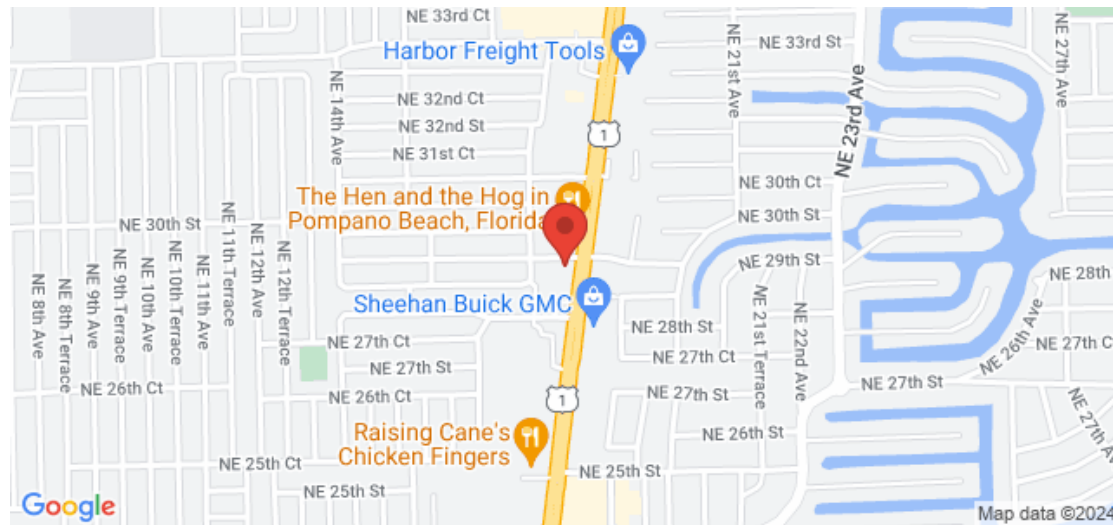 NE 33rd Ct
Harbor Freight Tools
NE 33rd St
NE 21st Ave
NE 27th Ave
NE 23rd Ave
NE 14th Ave
NE 32nd Ct
NE 32nd St
1
NE 31st Ct
The Hen and the Hog in
Pompano Beach, Florida
NE 30th Ct
NE 30th St
NE 30th St
NE 29th St
NE 28th
NE 8th Ave
NE 8th Terrace
NE 9th Ave
NE 9th Terrace
NE 10th Ave
NE 10th Terrace
NE 11th Ave
NE 11th Terrace
NE 12th Ave
NE 12th Terrace
Sheehan Buick GMC
NE 28th St
NE 21st Terrace
NE 22nd Ave
NE 26th Ave
NE 27th Ct
NE 27th Ct
NE 27th Ct
NE 27th St
NE 26th Ct
NE 26th Ct
NE 27th St
NE 27th St
1
NE 27th Ave
Raising Cane's
Chicken Fingers
NE 26th St
NE 25th Ct
NE 25th St
NE 25th St
Google
Map data ©2024